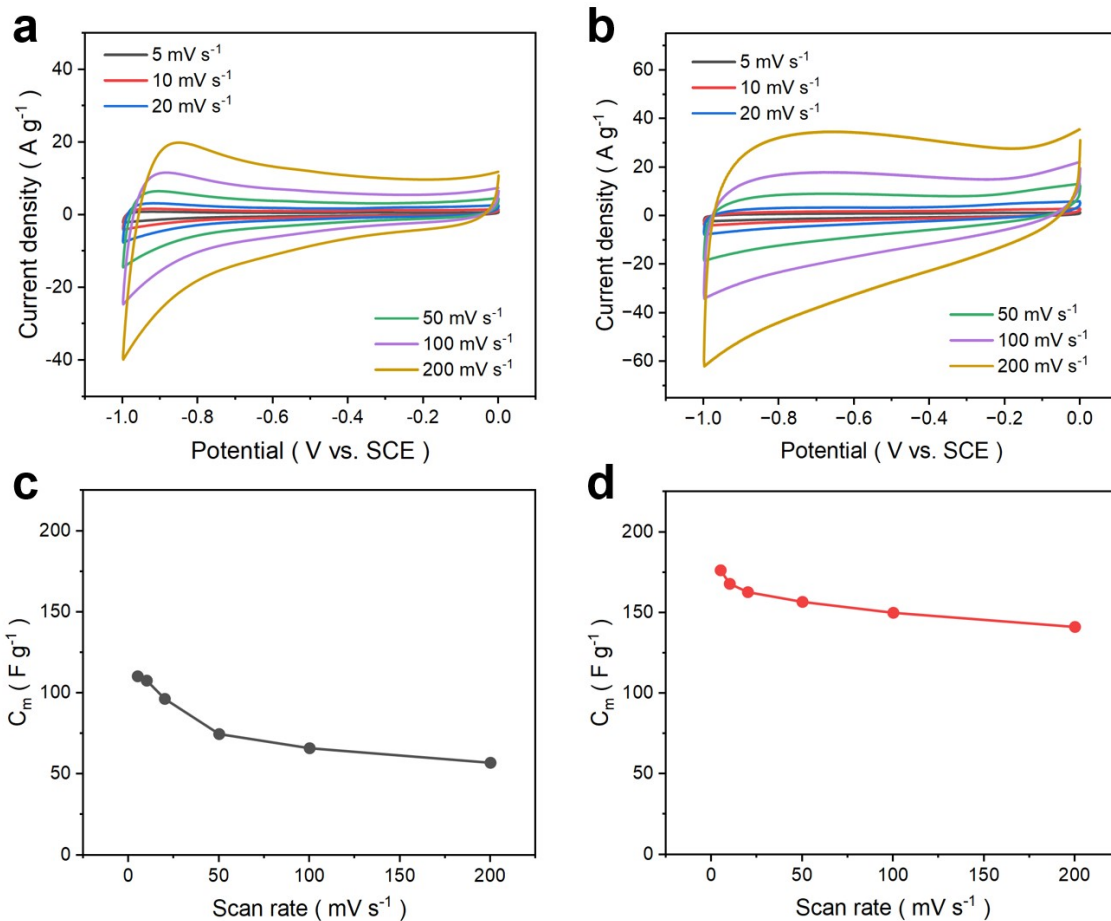 a
5 mV s⁻¹
10 mV s⁻¹
20 mV s⁻¹
50 mV s⁻¹
100 mV s⁻¹
200 mV s⁻¹
40
20
0
-20
-40
Current density ( A g⁻¹ )
-1.0 -0.8 -0.6 -0.4 -0.2 0.0
Potential ( V vs. SCE )
b
5 mV s⁻¹
10 mV s⁻¹
20 mV s⁻¹
50 mV s⁻¹
100 mV s⁻¹
200 mV s⁻¹
60
40
20
0
−20
−40
−60
Current density ( A g⁻¹ )
−1.0 −0.8 −0.6 −0.4 −0.2 0.0
Potential ( V vs. SCE )
c
200
150
100
50
0
Cₘ ( F g⁻¹ )
0 50 100 150 200
Scan rate ( mV s⁻¹ )
d
200
150
100
50
0
Cₘ ( F g⁻¹ )
0 50 100 150 200
Scan rate ( mV s⁻¹ )